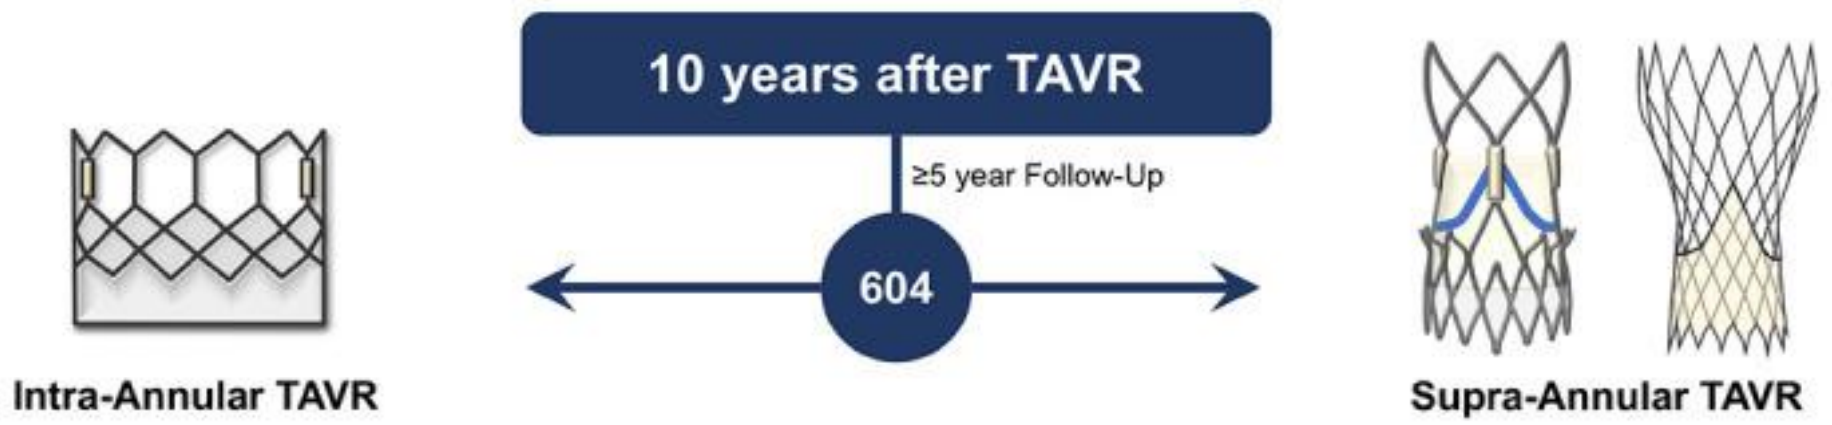 10 years after TAVR
≥5 year Follow-Up
604
Intra-Annular TAVR
Supra-Annular TAVR